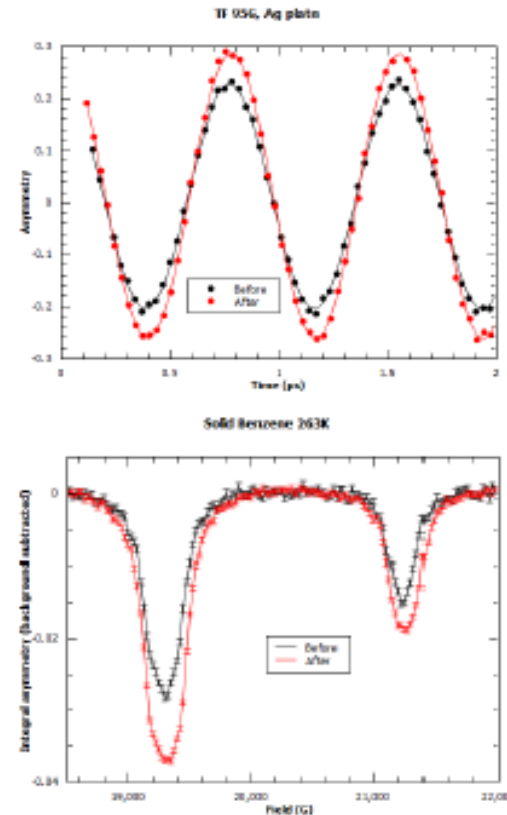 TF 95G, Ag plate
0.3
0.2
0.1
0
-0.1
-0.2
-0.3
Asymmetry
Before
After
0
0.5
1
1.5
2
Time (μs)
Solid Benzene 263K
0
-0.02
-0.04
Integral asymmetry (background subtracted)
Before
After
19,000
20,000
21,000
22,000
Field (G)